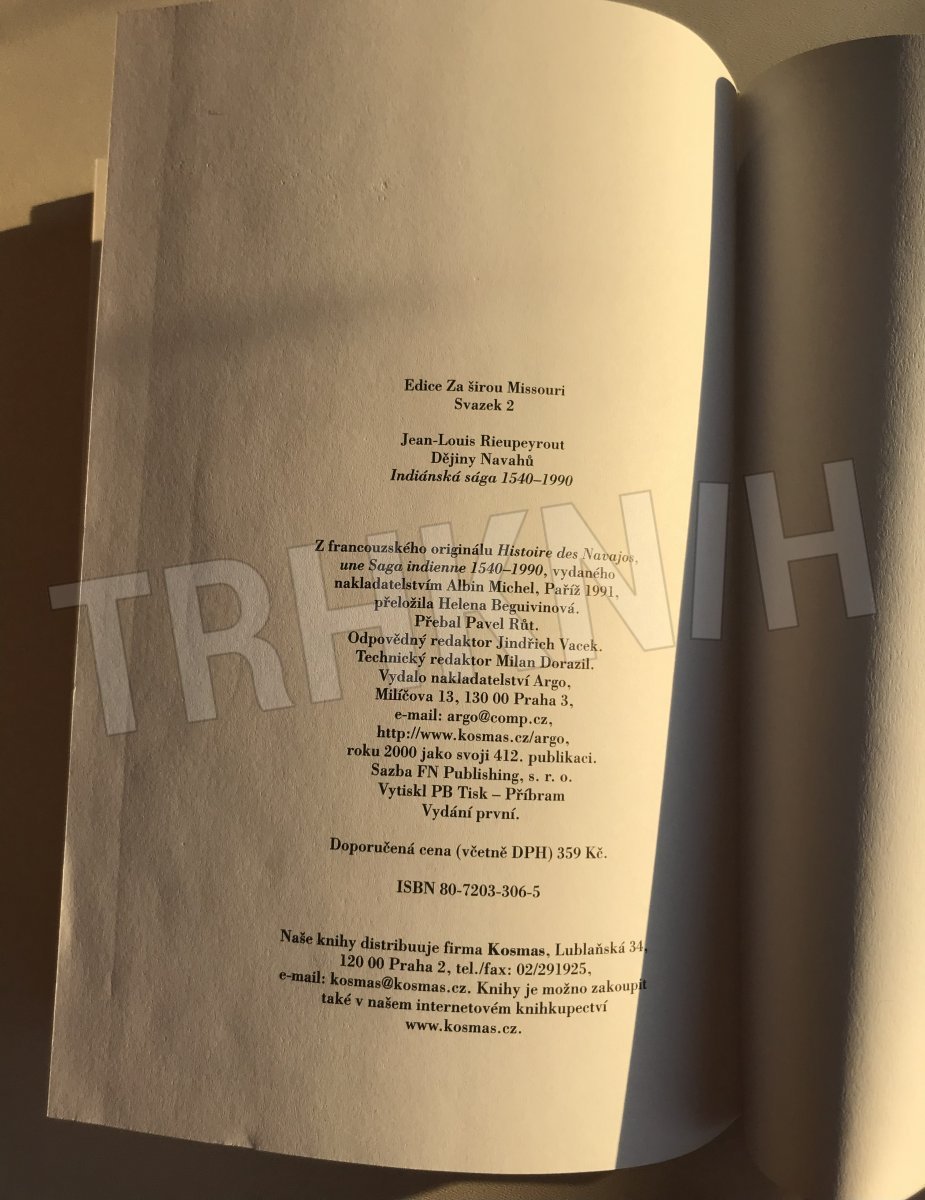 Edice Za širou Missouri
Svazek 2
Jean-Louis Rieupeyrout
Dějiny Navahů
Indiánská sága 1540–1990
Z francouzského originálu Histoire des Navajos,
une Saga indienne 1540–1990, vydaného
nakladatelstvím Albin Michel, Paříž 1991,
přeložila Helena Beguivinová.
Přebal Pavel Růt.
Odpovědný redaktor Jindřich Vacek.
Technický redaktor Milan Dorazil.
Vydalo nakladatelství Argo,
Milíčova 13, 130 00 Praha 3,
e-mail: argo@comp.cz,
http://www.kosmas.cz/argo,
roku 2000 jako svoji 412. publikaci.
Sazba FN Publishing, s. r. o.
Vytiskl PB Tisk – Příbram
Vydání první.
Doporučená cena (včetně DPH) 359 Kč.
ISBN 80-7203-306-5
Naše knihy distribuuje firma Kosmas, Lublaňská 34,
120 00 Praha 2, tel./fax: 02/291925,
e-mail: kosmas@kosmas.cz. Knihy je možno zakoupit
také v našem internetovém knihkupectví
www.kosmas.cz.
TRHKNIH